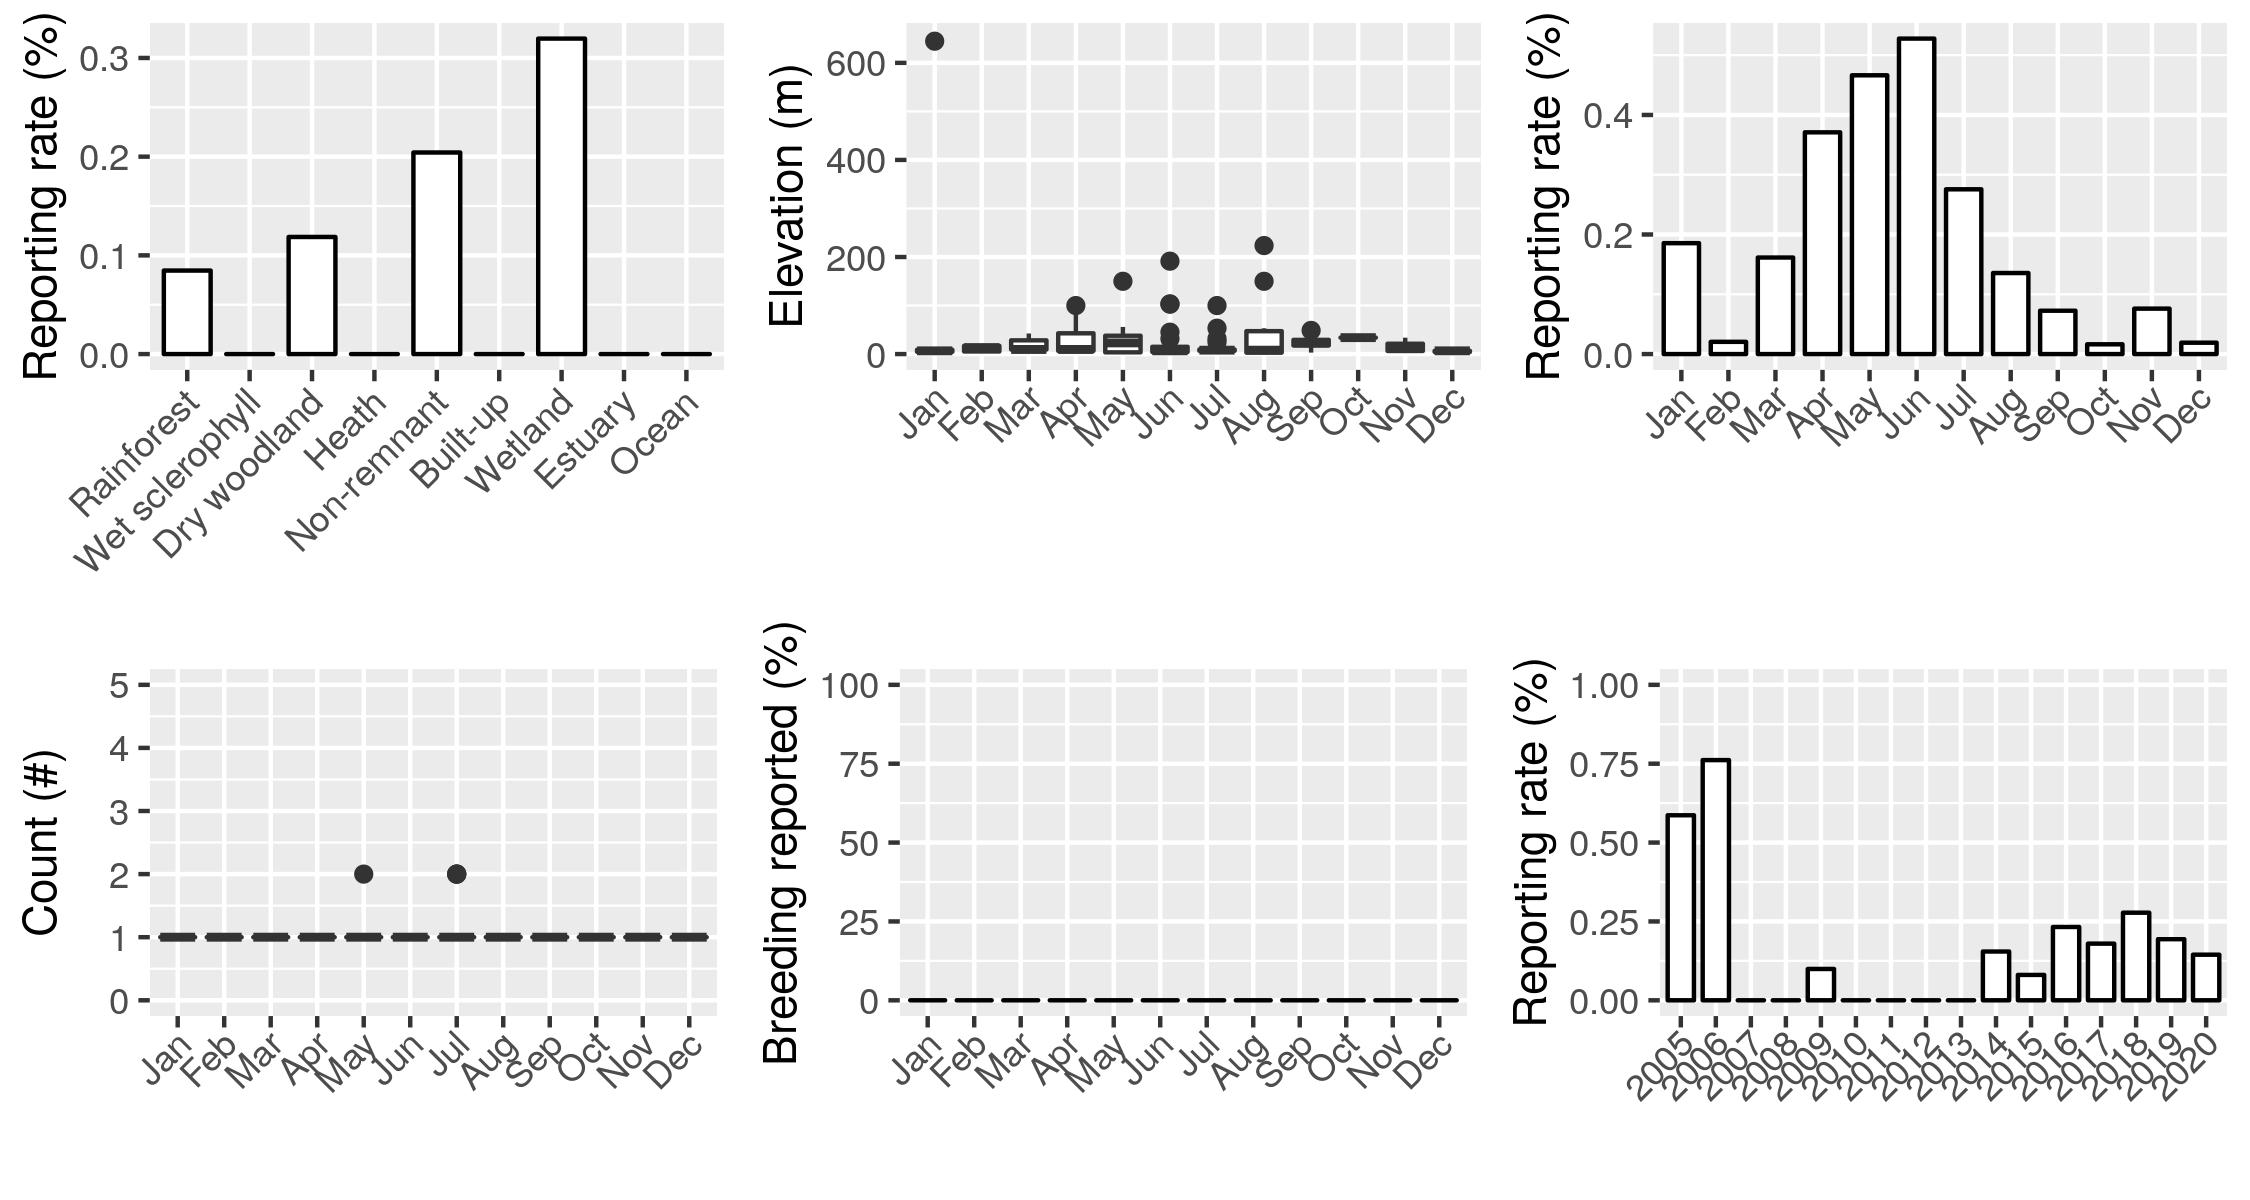 Reporting rate (%)
0.3
0.2
0.1
0.0
Rainforest
Wet sclerophyll
Dry woodland
Heath
Non-remnant
Built-up
Wetland
Estuary
Ocean
Elevation (m)
600
400
200
0
Jan Feb Mar Apr May Jun Jul Aug Sep Oct Nov Dec
Reporting rate (%)
0.4
0.2
0.0
Jan Feb Mar Apr May Jun Jul Aug Sep Oct Nov Dec
Count (#)
5
4
3
2
1
0
Jan Feb Mar Apr May Jun Jul Aug Sep Oct Nov Dec
Breeding reported (%)
100
75
50
25
0
Jan Feb Mar Apr May Jun Jul Aug Sep Oct Nov Dec
Reporting rate (%)
1.00
0.75
0.50
0.25
0.00
2005 2006 2007 2008 2009 2010 2011 2012 2013 2014 2015 2016 2017 2018 2019 2020